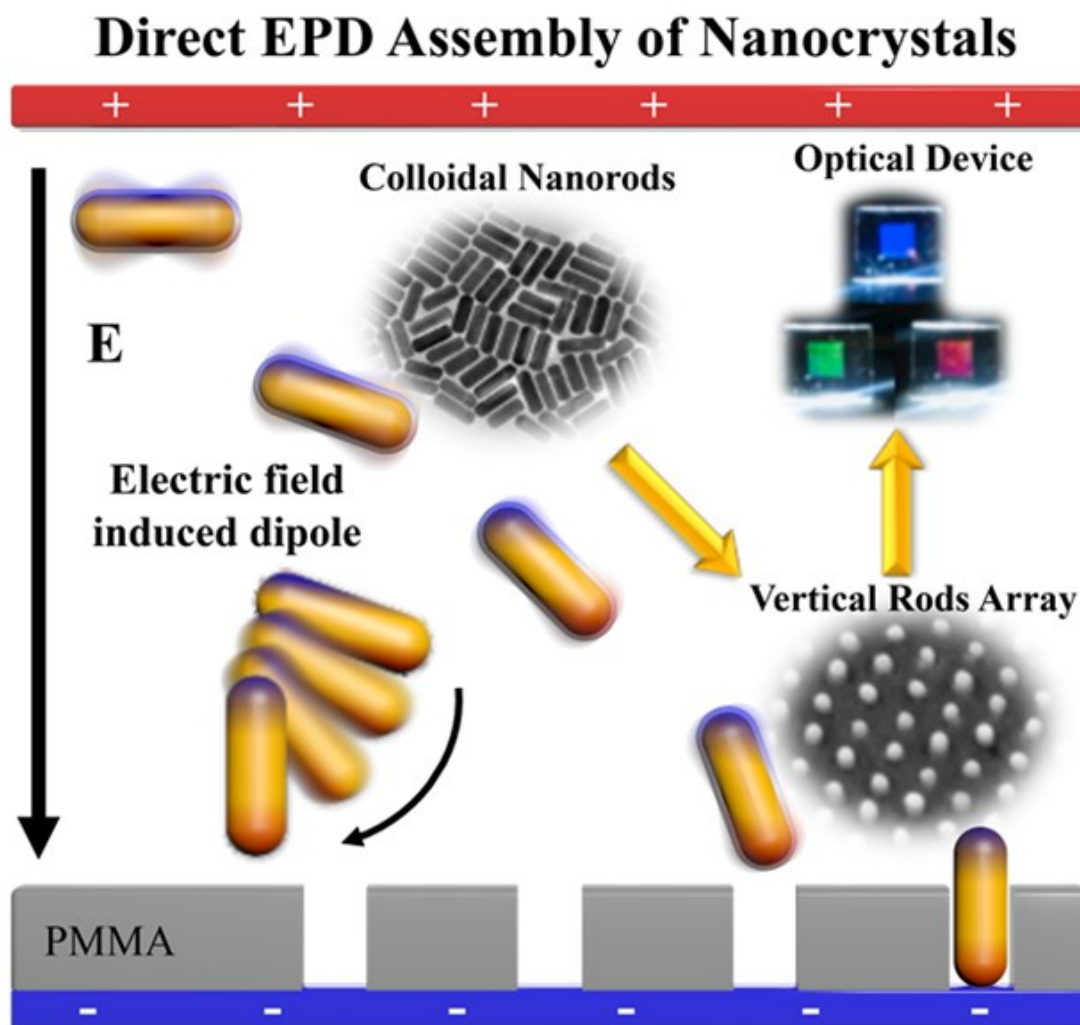 Direct EPD Assembly of Nanocrystals
+ + + + + +
Optical Device
Colloidal Nanorods
E
Electric field
induced dipole
Vertical Rods Array
PMMA
- - - - - -